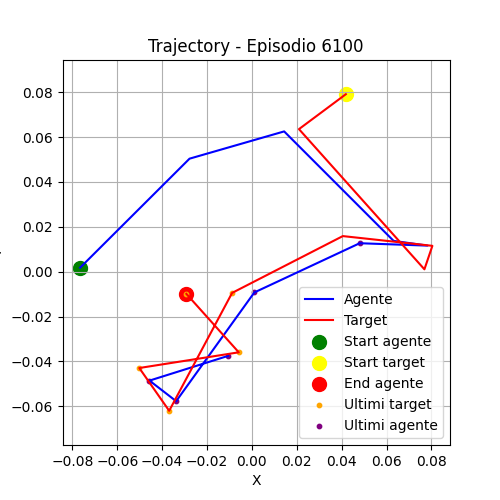 Trajectory - Episodio 6100
0.08
0.06
0.04
0.02
0.00
−0.02
−0.04
−0.06
−0.08 −0.06 −0.04 −0.02 0.00 0.02 0.04 0.06 0.08
X
Agente
Target
Start agente
Start target
End agente
Ultimi target
Ultimi agente